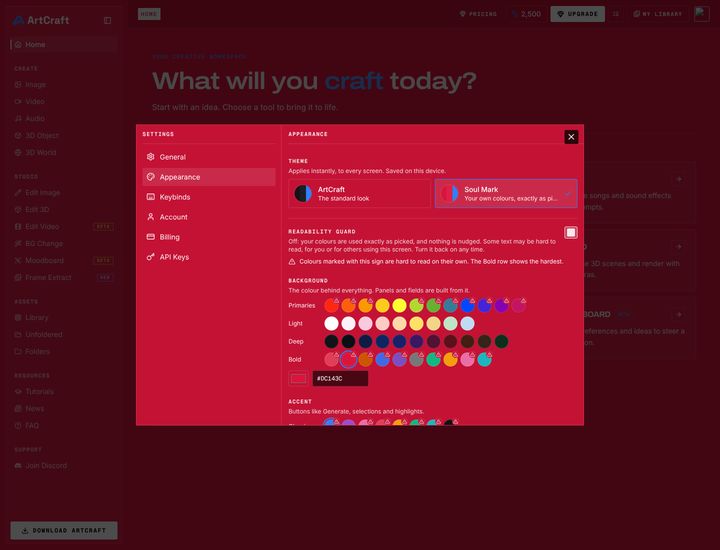 ArtCraft
Home
CREATE
Image
Video
Audio
3D Object
3D World
STUDIO
Edit Image
Edit 3D
Edit Video BETA
BG Change
Moodboard BETA
Frame Extract NEW
ASSETS
Library
Unfoldered
Folders
RESOURCES
Tutorials
News
FAQ
SUPPORT
Join Discord
DOWNLOAD ARTCRAFT
HOME
PRICING
2,500
UPGRADE
MY LIBRARY
YOUR CREATIVE WORKSPACE
What will you craft today?
Start with an idea. Choose a tool to bring it to life.
SETTINGS
General
Appearance
Keybinds
Account
Billing
API Keys
APPEARANCE
THEME
Applies instantly, to every screen. Saved on this device.
ArtCraft
The standard look
Soul Mark
Your own colours, exactly as pi...
READABILITY GUARD
Off: your colours are used exactly as picked, and nothing is nudged. Some text may be hard to
read, for you or for others using this screen. Turn it back on any time.
Colours marked with this sign are hard to read on their own. The Bold row shows the hardest.
BACKGROUND
The colour behind everything. Panels and fields are built from it.
Primaries
Light
Deep
Bold
#DC143C
ACCENT
Buttons like Generate, selections and highlights.
e songs and sound effects
mpts.
D
e 3D scenes and render
ras.
BOARD
references and ideas to steer a
on.